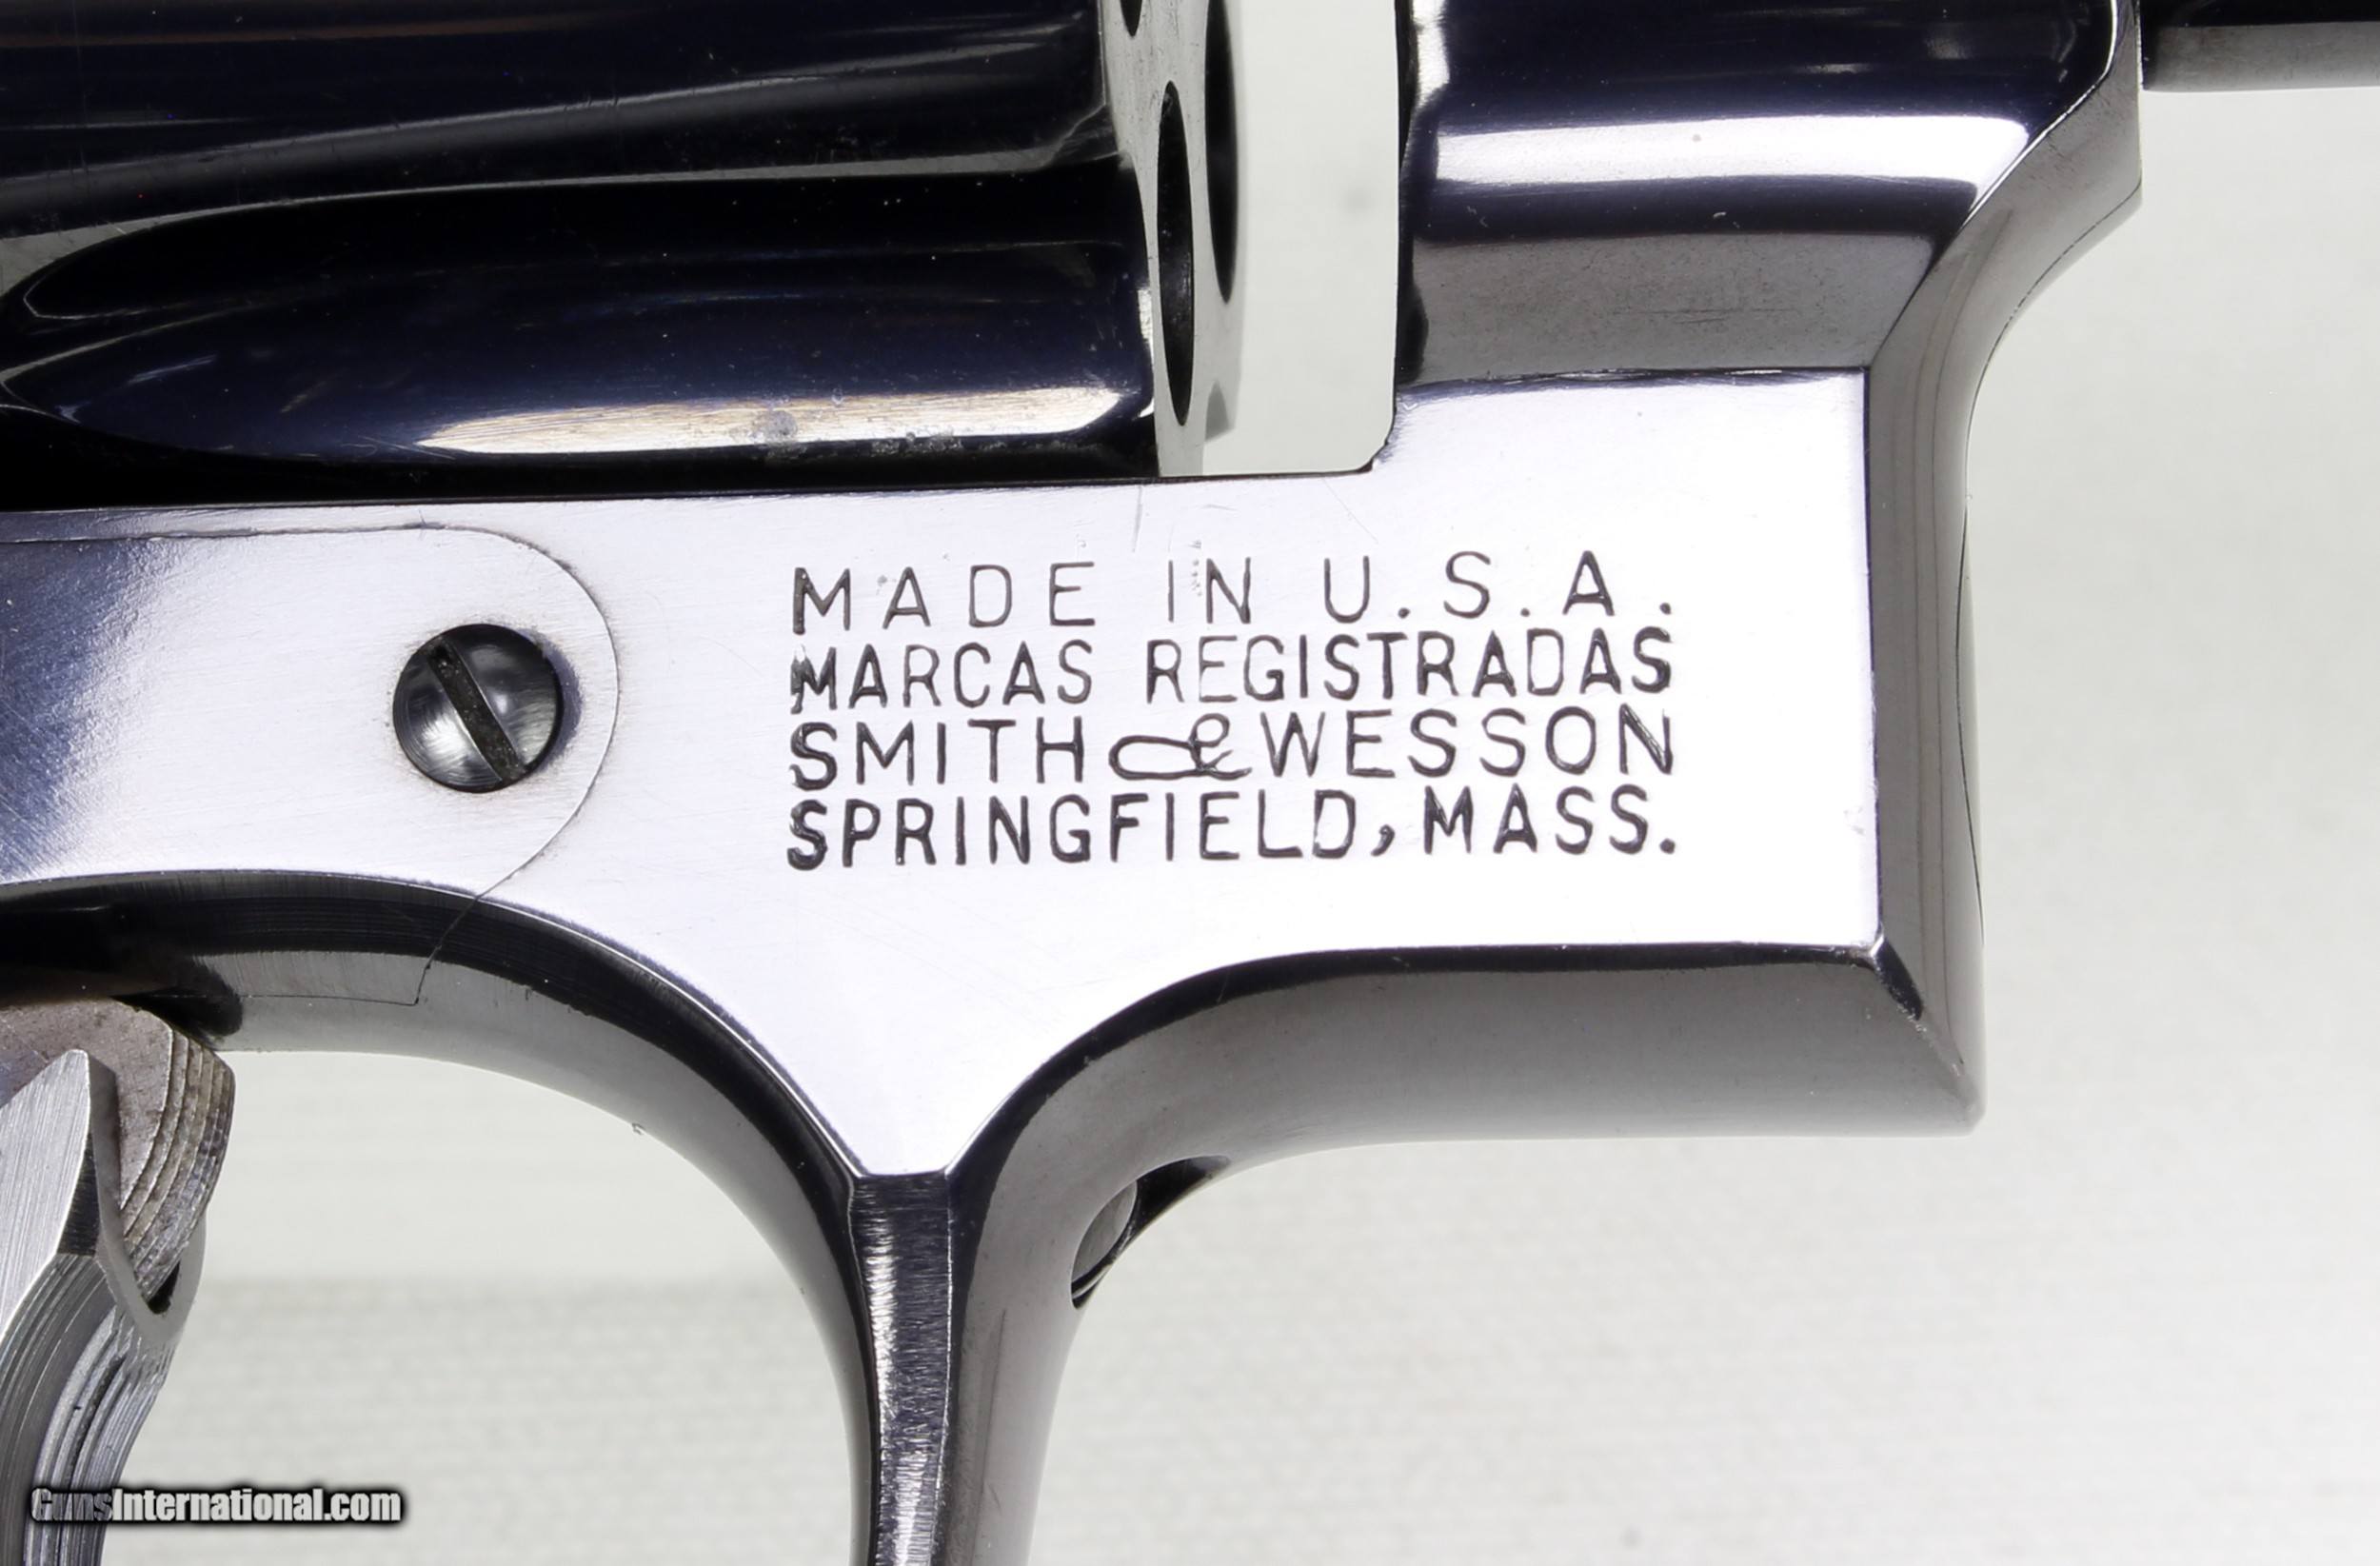 MADE IN U.S.A.
MARCAS REGISTRADAS
SMITH & WESSON
SPRINGFIELD, MASS.
GunsInternational.com